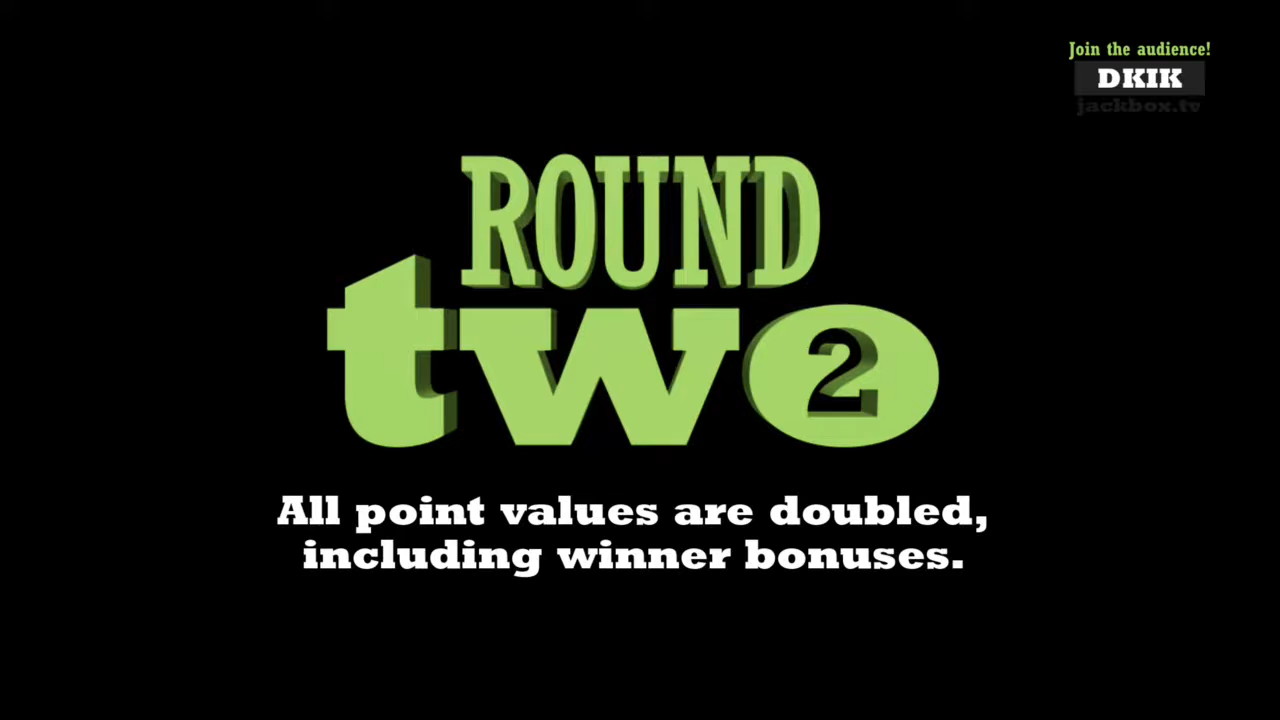 Join the audience!
DKIK
jackbox.tv
ROUND
two
2
All point values are doubled,
including winner bonuses.